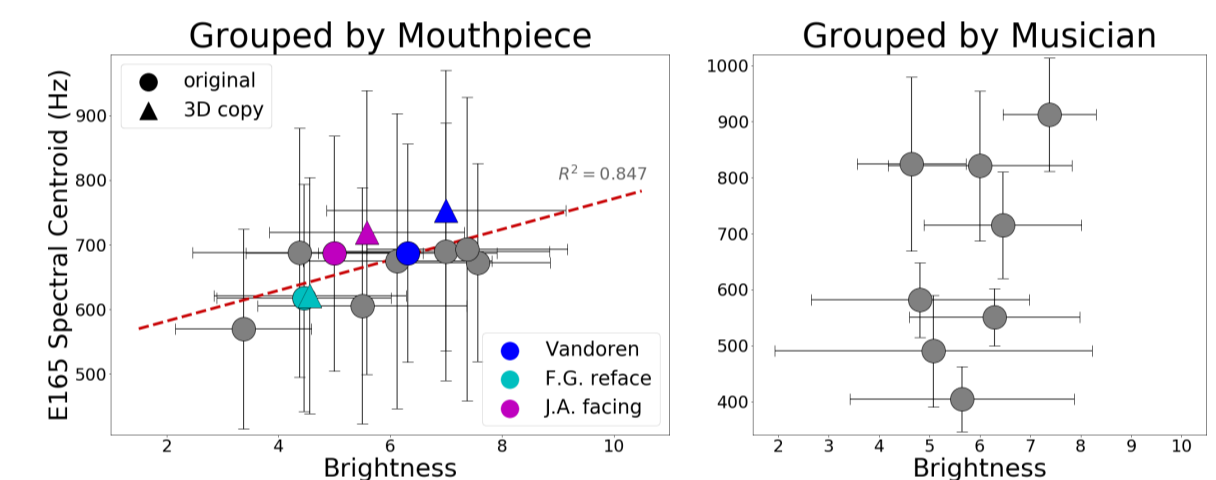 Grouped by Mouthpiece
E165 Spectral Centroid (Hz)
900
800
700
600
500
original
3D copy
R² = 0.847
Vandoren
F.G. reface
J.A. facing
2 4 6 8 10
Brightness
Grouped by Musician
1000
900
800
700
600
500
400
2 3 4 5 6 7 8 9 10
Brightness